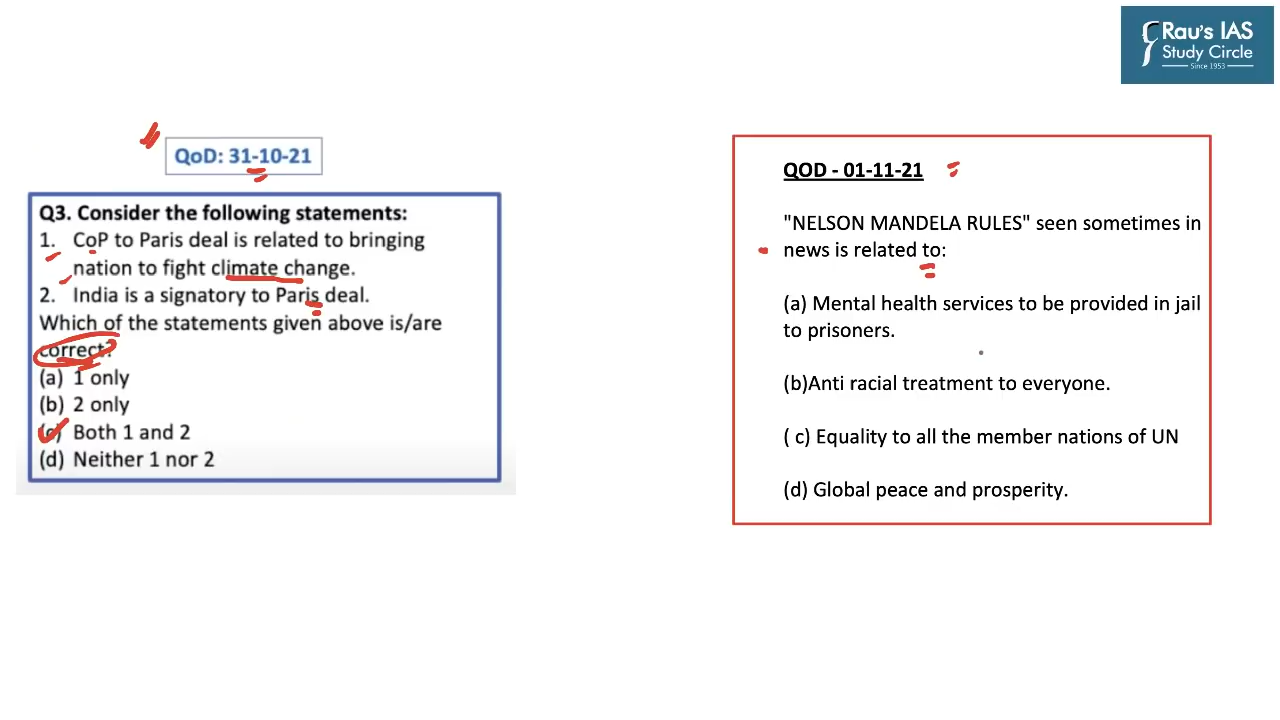 Rau's IAS
Study Circle
Since 1953
QoD: 31-10-21
Q3. Consider the following statements:
1. CoP to Paris deal is related to bringing
nation to fight climate change.
2. India is a signatory to Paris deal.
Which of the statements given above is/are
correct?
(a) 1 only
(b) 2 only
(c) Both 1 and 2
(d) Neither 1 nor 2
QOD - 01-11-21
"NELSON MANDELA RULES" seen sometimes in
news is related to:
(a) Mental health services to be provided in jail
to prisoners.
(b)Anti racial treatment to everyone.
( c) Equality to all the member nations of UN
(d) Global peace and prosperity.